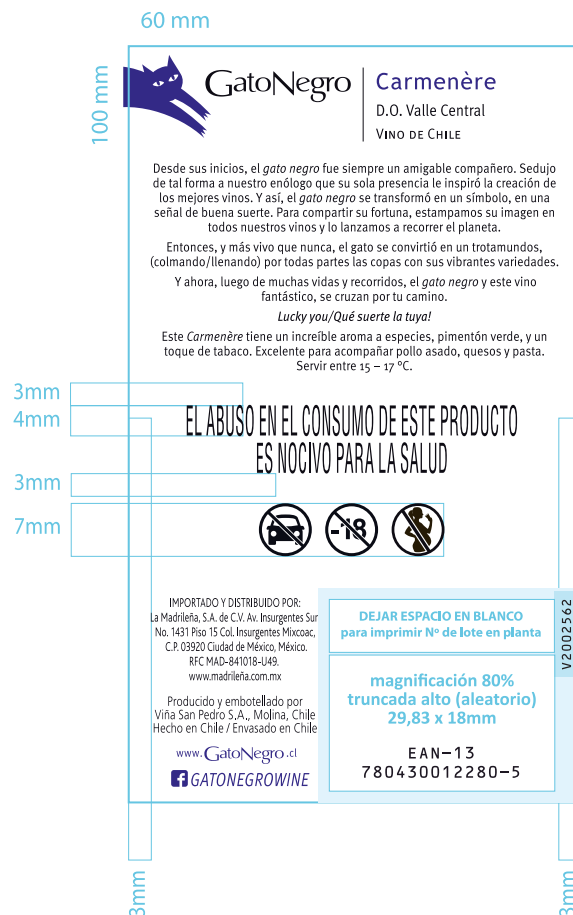 60 mm
100 mm
GatoNegro
Carmenère
D.O. Valle Central
VINO DE CHILE
Desde sus inicios, el gato negro fue siempre un amigable compañero. Sedujo
de tal forma a nuestro enólogo que su sola presencia le inspiró la creación de
los mejores vinos. Y así, el gato negro se transformó en un símbolo, en una
señal de buena suerte. Para compartir su fortuna, estampamos su imagen en
todos nuestros vinos y lo lanzamos a recorrer el planeta.
Entonces, y más vivo que nunca, el gato se convirtió en un trotamundos,
(colmando/llenando) por todas partes las copas con sus vibrantes variedades.
Y ahora, luego de muchas vidas y recorridos, el gato negro y este vino
fantástico, se cruzan por tu camino.
Lucky you/Qué suerte la tuya!
Este Carmenère tiene un increíble aroma a especies, pimentón verde, y un
toque de tabaco. Excelente para acompañar pollo asado, quesos y pasta.
Servir entre 15 – 17 °C.
3mm
4mm
EL ABUSO EN EL CONSUMO DE ESTE PRODUCTO
ES NOCIVO PARA LA SALUD
3mm
7mm
-18
IMPORTADO Y DISTRIBUIDO POR:
La Madrileña, S.A. de C.V. Av. Insurgentes Sur
No. 1431 Piso 15 Col. Insurgentes Mixcoac,
C.P. 03920 Ciudad de México, México.
RFC MAD-841018-U49.
www.madrileña.com.mx
Producido y embotellado por
Viña San Pedro S.A., Molina, Chile
Hecho en Chile / Envasado en Chile
www.GatoNegro.cl
GATONEGROWINE
DEJAR ESPACIO EN BLANCO
para imprimir Nº de lote en planta
V2002562
magnificación 80%
truncada alto (aleatorio)
29,83 x 18mm
EAN-13
780430012280-5
3mm
3mm